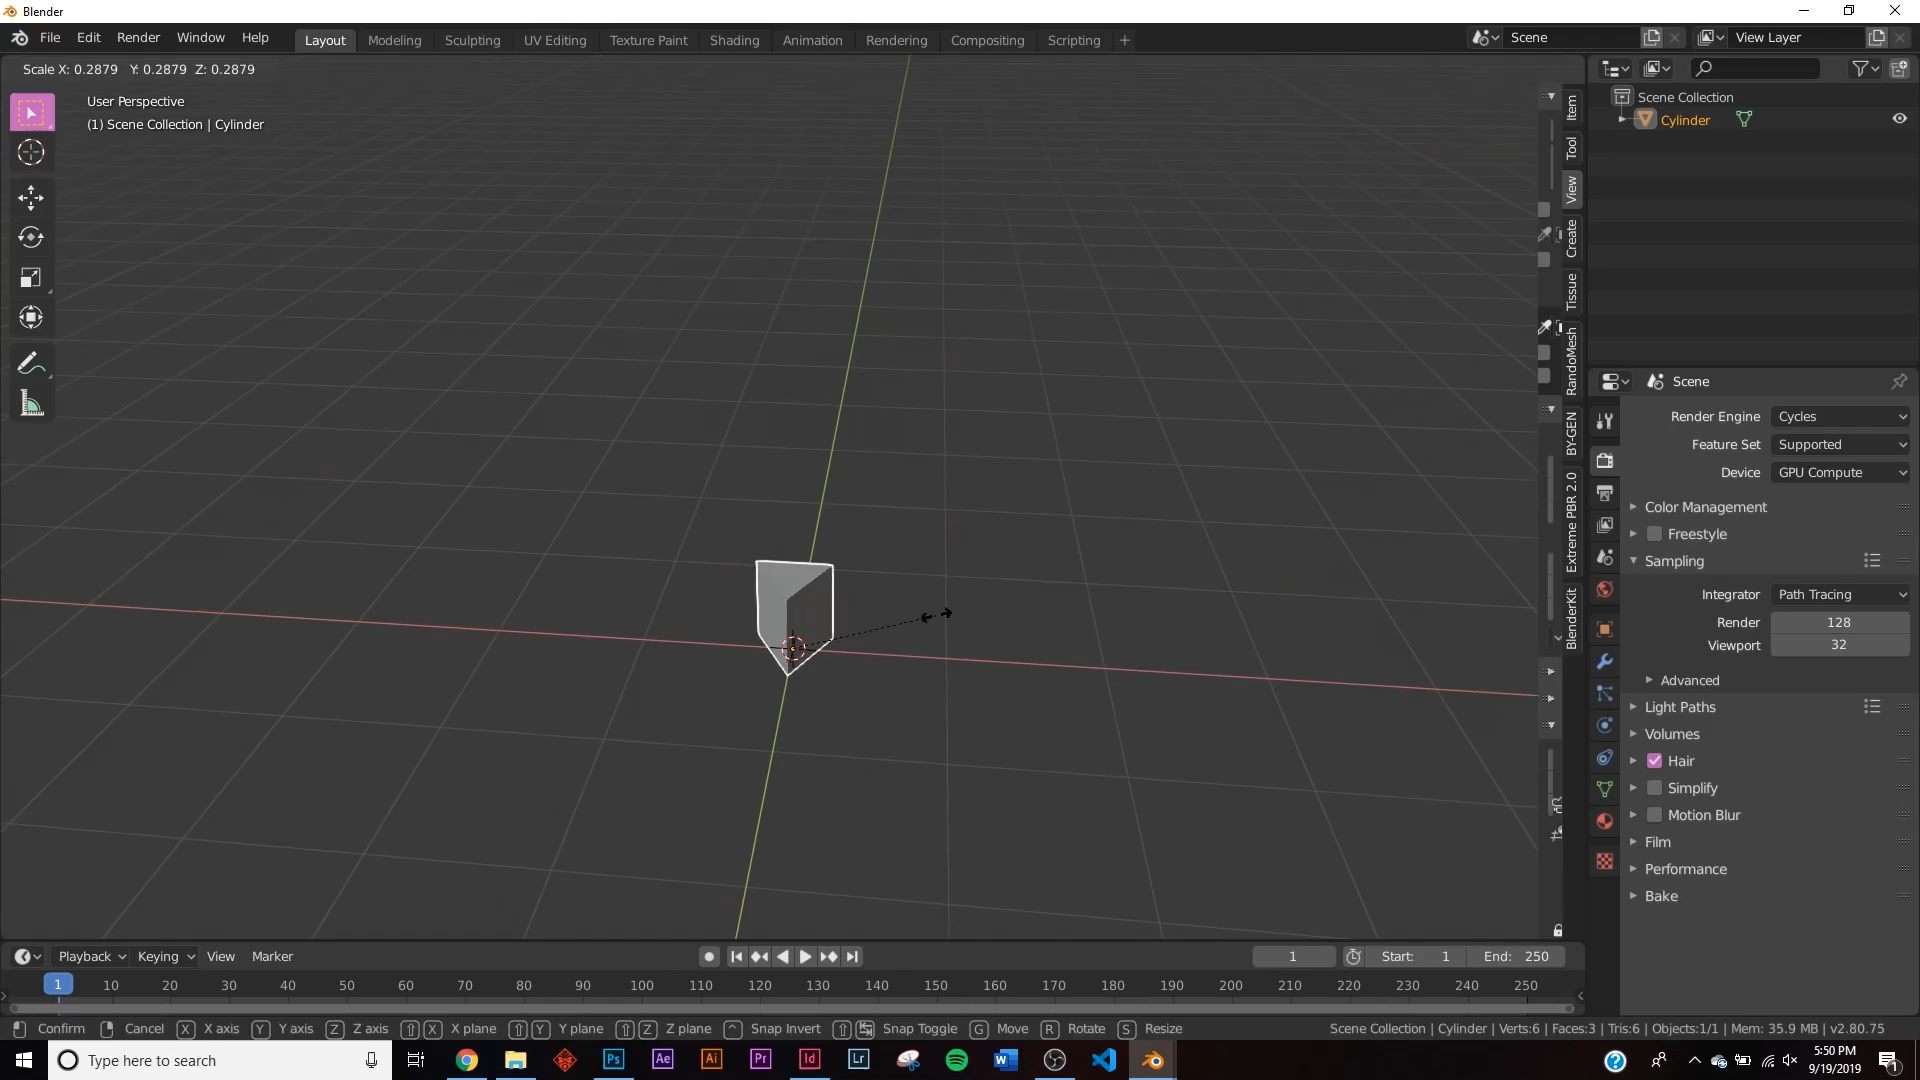 Blender
File Edit Render Window Help Layout Modeling Sculpting UV Editing Texture Paint Shading Animation Rendering Compositing Scripting + Scene View Layer
Scale X: 0.2879 Y: 0.2879 Z: 0.2879
User Perspective
(1) Scene Collection | Cylinder
Item
Tool
View
Create
Tissue
RandoMesh
BY-GEN
Extreme PBR 2.0
BlenderKit
Scene Collection
Cylinder
Scene
Render Engine Cycles
Feature Set Supported
Device GPU Compute
Color Management
Freestyle
Sampling
Integrator Path Tracing
Render 128
Viewport 32
Advanced
Light Paths
Volumes
Hair
Simplify
Motion Blur
Film
Performance
Bake
Playback Keying View Marker 1 Start: 1 End: 250
1 10 20 30 40 50 60 70 80 90 100 110 120 130 140 150 160 170 180 190 200 210 220 230 240 250
Confirm Cancel X X axis Y Y axis Z Z axis X X plane Y Y plane Z Z plane ^ Snap Invert Snap Toggle G Move R Rotate S Resize Scene Collection | Cylinder | Verts:6 | Faces:3 | Tris:6 | Objects:1/1 | Mem: 35.9 MB | v2.80.75
Type here to search Ps Ae Ai Pr Id Lr W ? 5:50 PM
9/19/2019
1